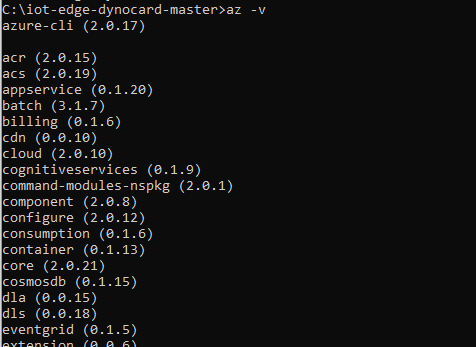 C:\iot-edge-dynocard-master>az -v
azure-cli (2.0.17)
acr (2.0.15)
acs (2.0.19)
appservice (0.1.20)
batch (3.1.7)
billing (0.1.6)
cdn (0.0.10)
cloud (2.0.10)
cognitiveservices (0.1.9)
command-modules-nspkg (2.0.1)
component (2.0.8)
configure (2.0.12)
consumption (0.1.6)
container (0.1.13)
core (2.0.21)
cosmosdb (0.1.15)
dla (0.0.15)
dls (0.0.18)
eventgrid (0.1.5)
extension (0.0.6)